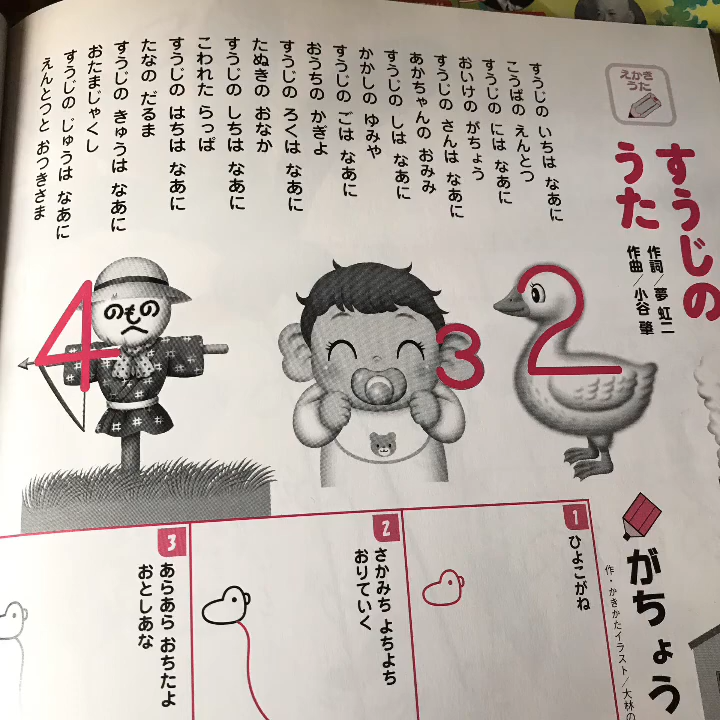 えかき
うた
すうじの
うた
作詞/夢 虹二
作曲/小谷 肇
すうじの いちは なあに
こうばの えんとつ
すうじの には なあに
おいけの がちょう
すうじの さんは なあに
あかちゃんの おみみ
すうじの しは なあに
かかしの ゆみや
すうじの ごは なあに
おうちの かぎよ
すうじの ろくは なあに
たぬきの おなか
すうじの しちは なあに
こわれた らっぱ
すうじの はちは なあに
たなの だるま
すうじの きゅうは なあに
おたまじゃくし
すうじの じゅうは なあに
えんとつと おつきさま
2
3
4
のもの
へ
がちょう
作・かきかたイラスト/大林の
1
ひよこがね
2
さかみち よちよち
おりていく
3
あらあら おちたよ
おとしあな